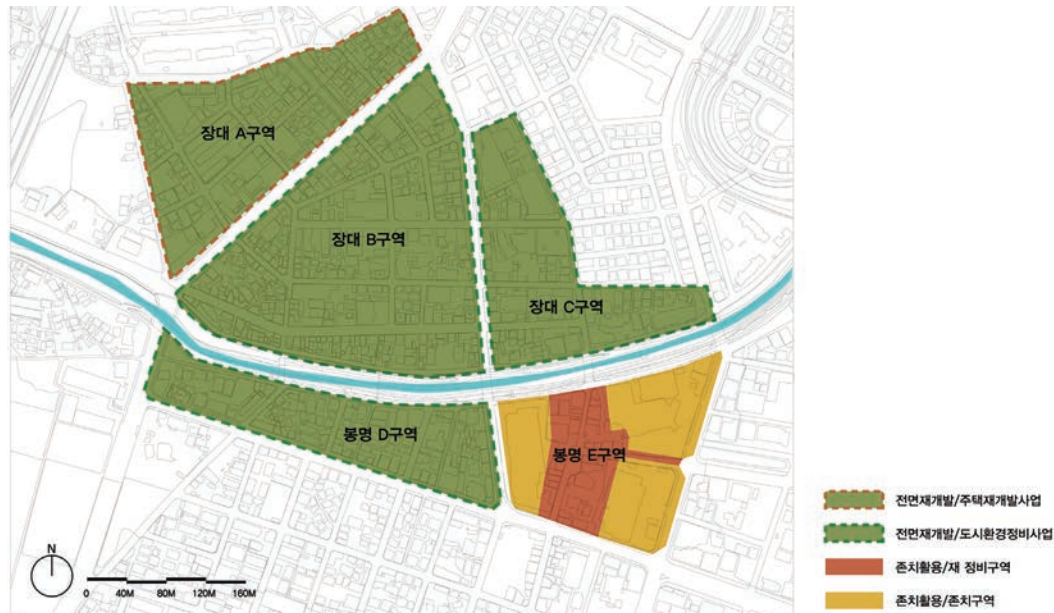 장대 A구역
장대 B구역
장대 C구역
봉명 D구역
봉명 E구역
N
0 40M 80M 120M 160M
전면재개발/주택재개발사업
전면재개발/도시환경정비사업
존치활용/재 정비구역
존치활용/존치구역